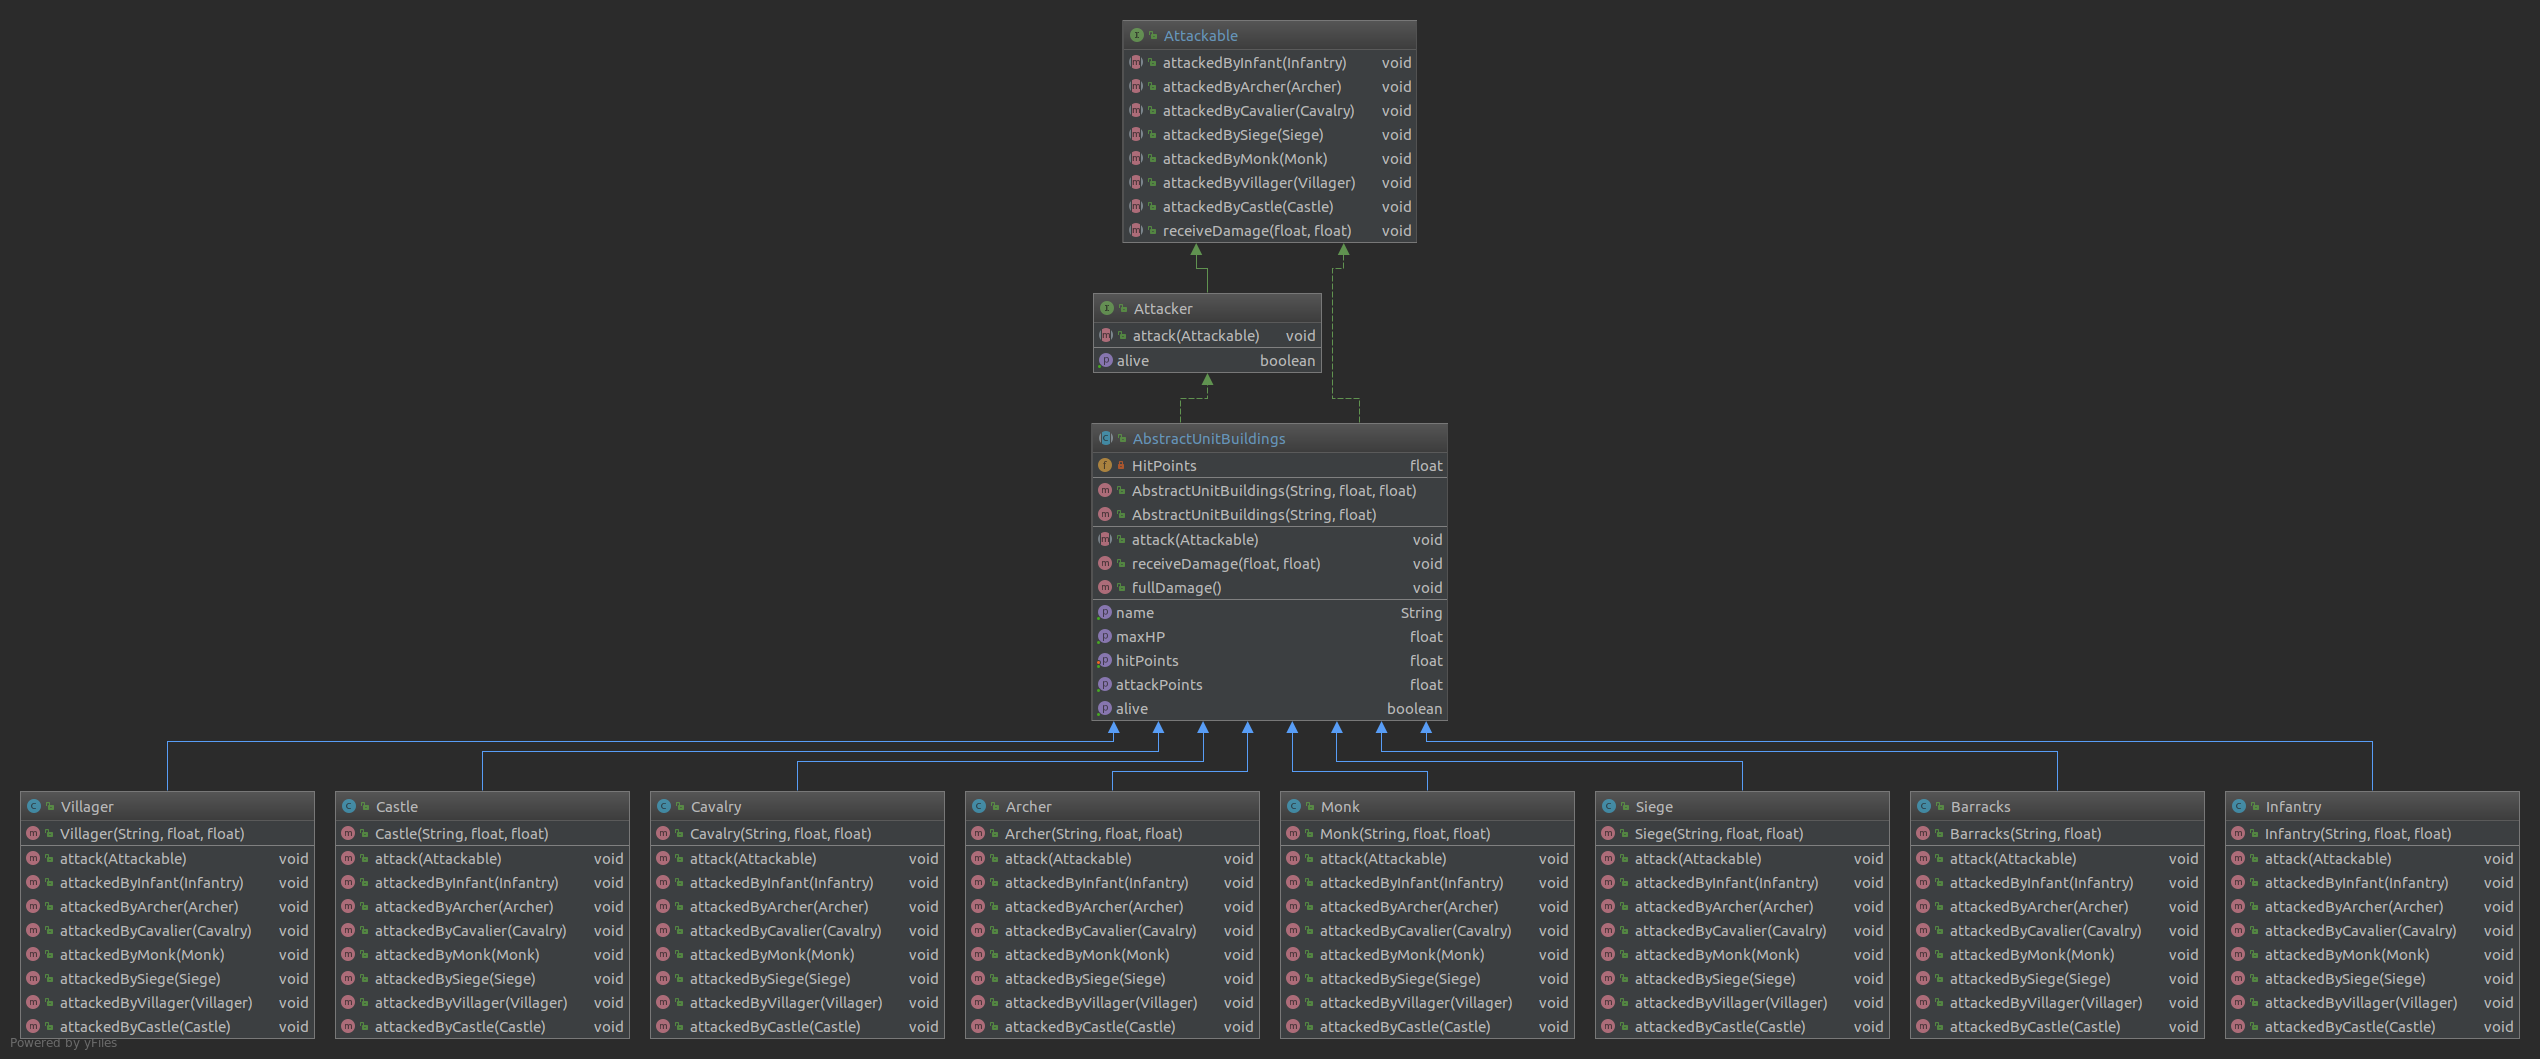 Attackable
attackedByInfant(Infantry) void
attackedByArcher(Archer) void
attackedByCavalier(Cavalry) void
attackedBySiege(Siege) void
attackedByMonk(Monk) void
attackedByVillager(Villager) void
attackedByCastle(Castle) void
receiveDamage(float, float) void
Attacker
attack(Attackable) void
alive boolean
AbstractUnitBuildings
HitPoints float
AbstractUnitBuildings(String, float, float)
AbstractUnitBuildings(String, float)
attack(Attackable) void
receiveDamage(float, float) void
fullDamage() void
name String
maxHP float
hitPoints float
attackPoints float
alive boolean
Villager
Villager(String, float, float)
attack(Attackable) void
attackedByInfant(Infantry) void
attackedByArcher(Archer) void
attackedByCavalier(Cavalry) void
attackedByMonk(Monk) void
attackedBySiege(Siege) void
attackedByVillager(Villager) void
attackedByCastle(Castle) void
Castle
Castle(String, float, float)
attack(Attackable) void
attackedByInfant(Infantry) void
attackedByArcher(Archer) void
attackedByCavalier(Cavalry) void
attackedByMonk(Monk) void
attackedBySiege(Siege) void
attackedByVillager(Villager) void
attackedByCastle(Castle) void
Cavalry
Cavalry(String, float, float)
attack(Attackable) void
attackedByInfant(Infantry) void
attackedByArcher(Archer) void
attackedByCavalier(Cavalry) void
attackedByMonk(Monk) void
attackedBySiege(Siege) void
attackedByVillager(Villager) void
attackedByCastle(Castle) void
Archer
Archer(String, float, float)
attack(Attackable) void
attackedByInfant(Infantry) void
attackedByArcher(Archer) void
attackedByCavalier(Cavalry) void
attackedByMonk(Monk) void
attackedBySiege(Siege) void
attackedByVillager(Villager) void
attackedByCastle(Castle) void
Monk
Monk(String, float, float)
attack(Attackable) void
attackedByInfant(Infantry) void
attackedByArcher(Archer) void
attackedByCavalier(Cavalry) void
attackedByMonk(Monk) void
attackedBySiege(Siege) void
attackedByVillager(Villager) void
attackedByCastle(Castle) void
Siege
Siege(String, float, float)
attack(Attackable) void
attackedByInfant(Infantry) void
attackedByArcher(Archer) void
attackedByCavalier(Cavalry) void
attackedByMonk(Monk) void
attackedBySiege(Siege) void
attackedByVillager(Villager) void
attackedByCastle(Castle) void
Barracks
Barracks(String, float)
attack(Attackable) void
attackedByInfant(Infantry) void
attackedByArcher(Archer) void
attackedByCavalier(Cavalry) void
attackedByMonk(Monk) void
attackedBySiege(Siege) void
attackedByVillager(Villager) void
attackedByCastle(Castle) void
Infantry
Infantry(String, float, float)
attack(Attackable) void
attackedByInfant(Infantry) void
attackedByArcher(Archer) void
attackedByCavalier(Cavalry) void
attackedByMonk(Monk) void
attackedBySiege(Siege) void
attackedByVillager(Villager) void
attackedByCastle(Castle) void
Powered by yFiles